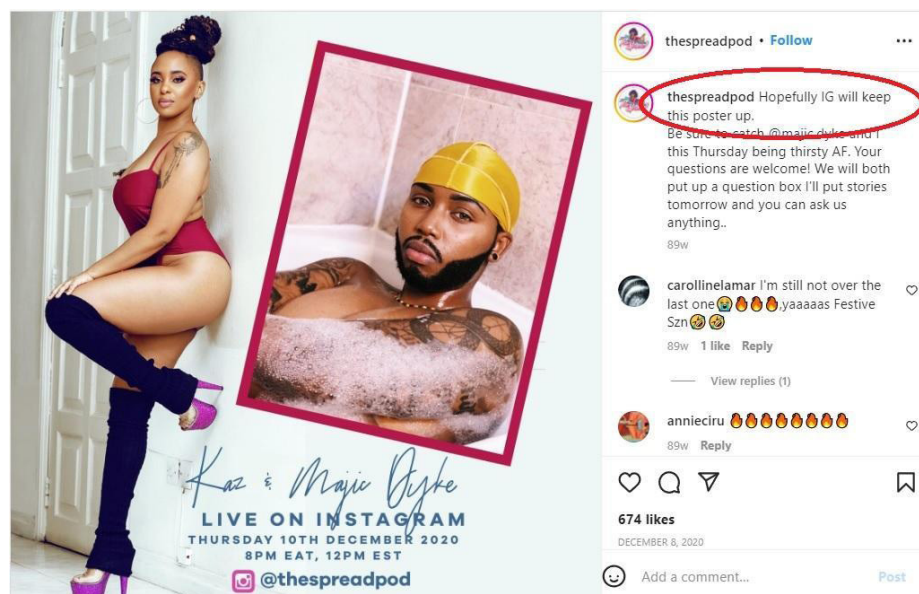 Kaz & Majic Dyke
LIVE ON INSTAGRAM
THURSDAY 10TH DECEMBER 2020
8PM EAT, 12PM EST
@thespreadpod
thespreadpod • Follow
thespreadpod Hopefully IG will keep
this poster up.
Be sure to catch @majic.dyke and I
this Thursday being thirsty AF. Your
questions are welcome! We will both
put up a question box I'll put stories
tomorrow and you can ask us
anything..
89w
carollinelamar I'm still not over the
last one😭🔥🔥🔥,yaaaaas Festive
Szn🤣🤣
89w 1 like Reply
View replies (1)
annieciru 🔥🔥🔥🔥🔥🔥🔥🔥
89w Reply
674 likes
DECEMBER 8, 2020
Add a comment...
Post